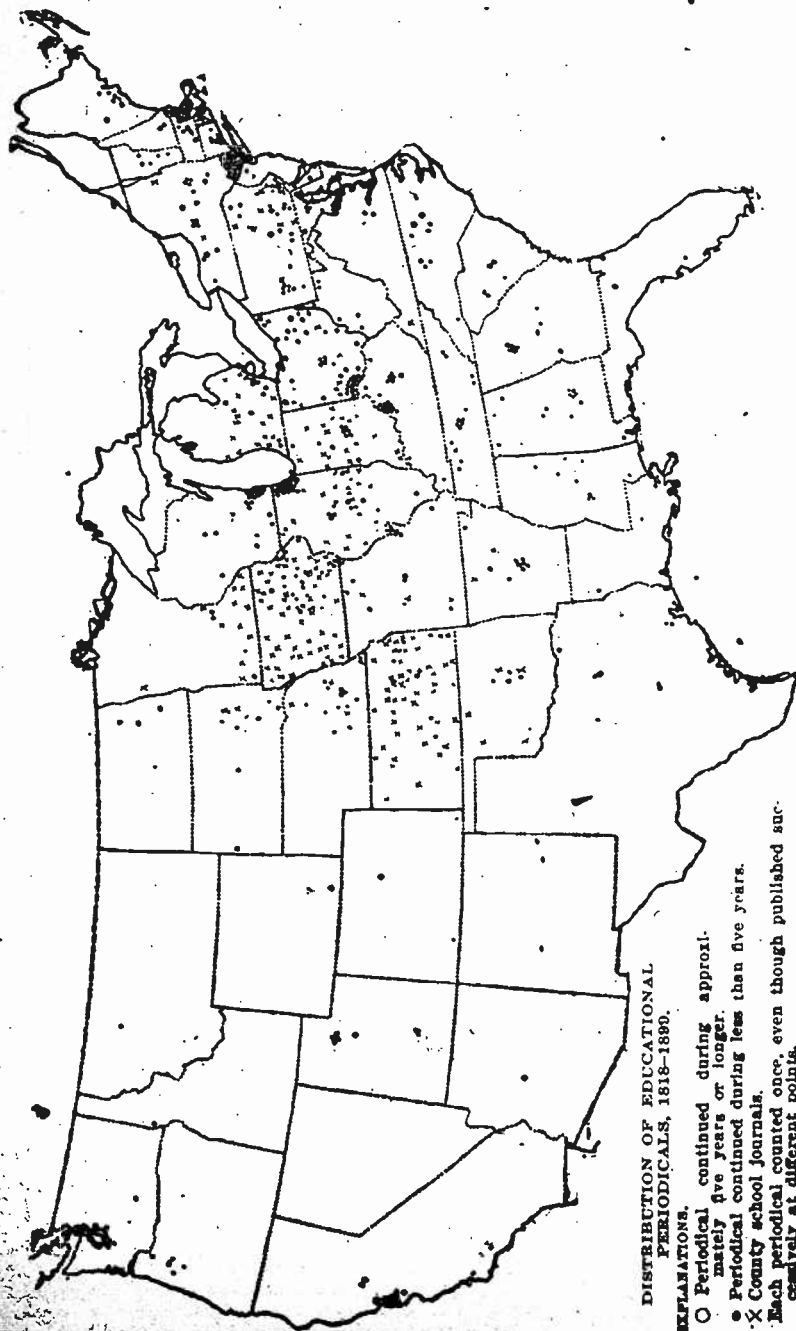 DISTRIBUTION OF EDUCATIONAL
PERIODICALS, 1818-1899.
EXPLANATIONS.
O Periodical continued during approxi-
mately five years or longer.
● Periodical continued during less than five years.
X County school journals.
Each periodical counted once, even though published suc-
cessively at different points.